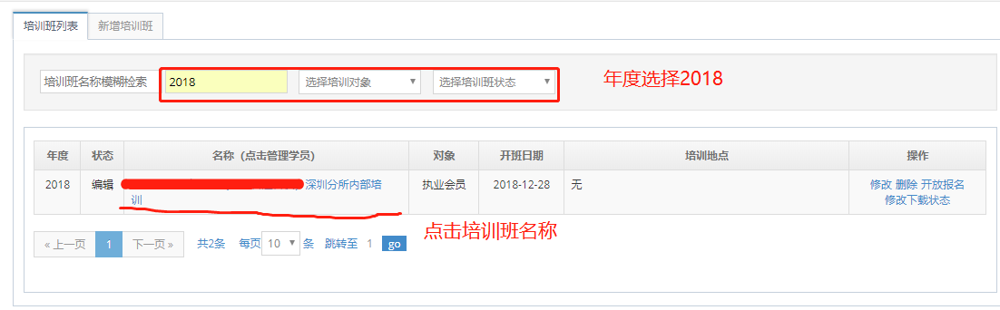 培训班列表 新增培训班
培训班名称模糊检索 2018 选择培训对象 选择培训班状态 年度选择2018
年度 状态 名称（点击管理学员） 对象 开班日期 培训地点 操作
2018 编辑 深圳分所内部培 执业会员 2018-12-28 无 修改 删除 开放报名
训 修改下载状态
点击培训班名称
« 上一页 1 下一页 » 共2条 每页 10 条 跳转至 1 go